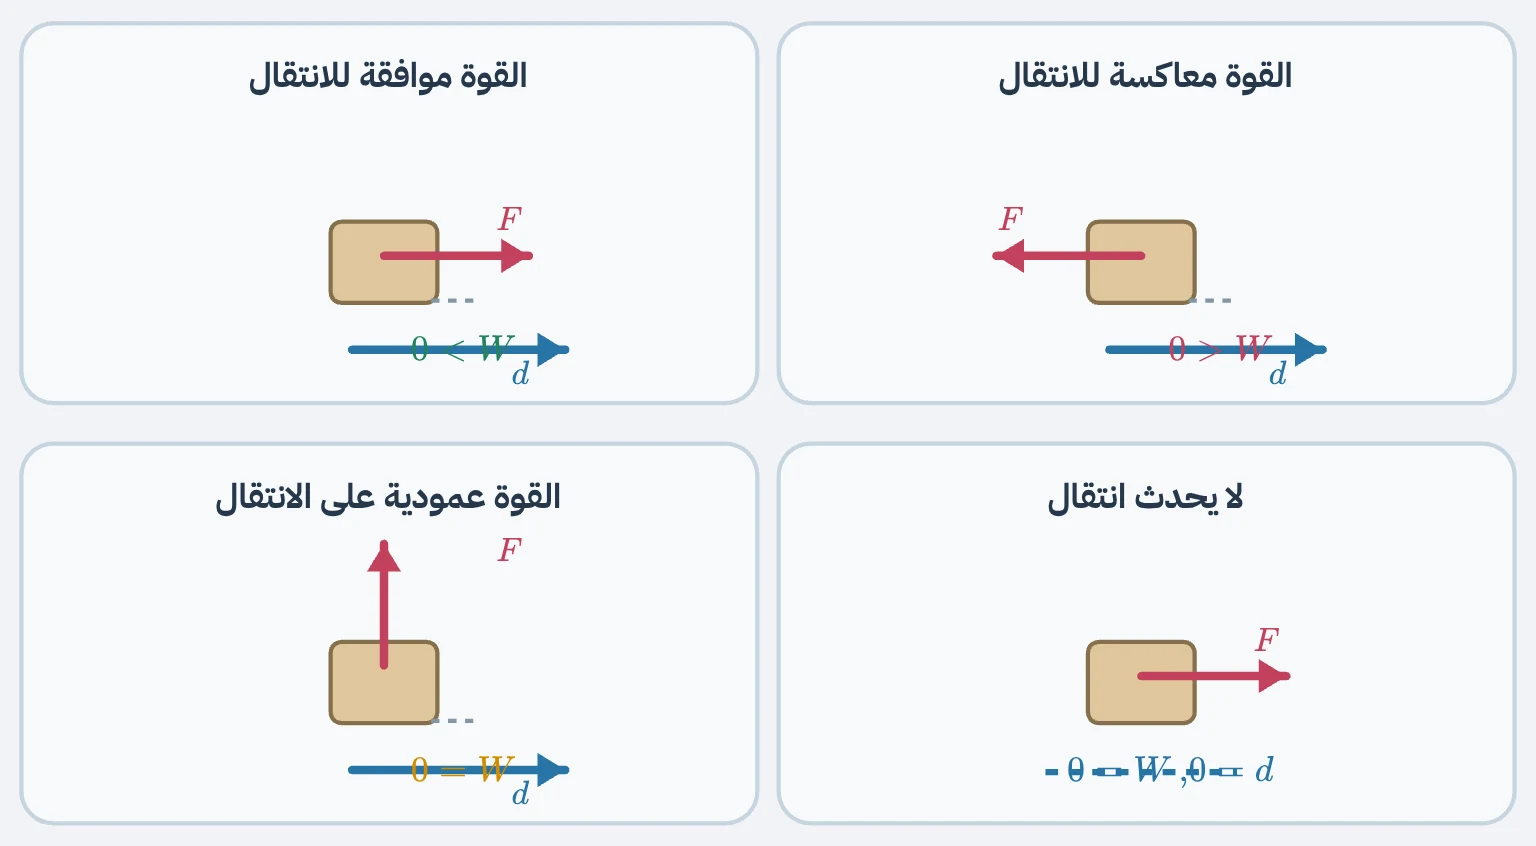 القوة معاكسة للانتقال
F
0 > W
d
القوة موافقة للانتقال
F
0 < W
d
لا يحدث انتقال
F
0 = W ,0 = d
القوة عمودية على الانتقال
F
0 = W
d